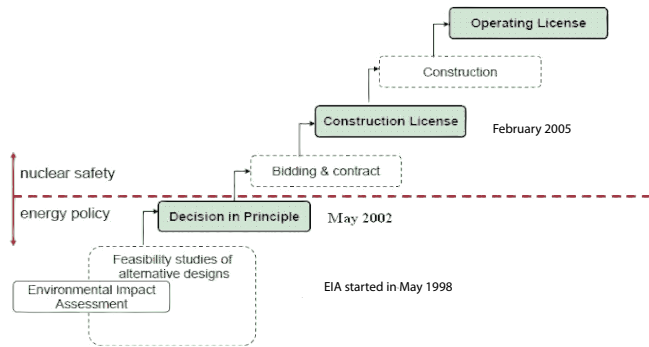 Operating License
Construction
Construction License
February 2005
nuclear safety
Bidding & contract
energy policy
Decision in Principle
May 2002
Feasibility studies of
alternative designs
Environmental Impact
Assessment
EIA started in May 1998